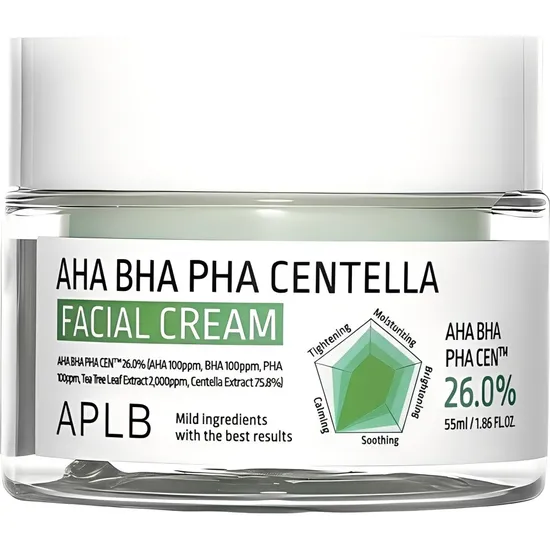 AHA BHA PHA CENTELLA
FACIAL CREAM
AHA BHA PHA CEN™ 26.0% (AHA 100ppm, BHA 100ppm, PHA
100ppm, Tea Tree Leaf Extract 2,000ppm, Centella Extract 75.8%)
APLB
Mild ingredients
with the best results
Tightening
Moisturizing
Brightening
Soothing
Calming
AHA BHA
PHA CEN™
26.0%
55ml / 1.86 FL.OZ.